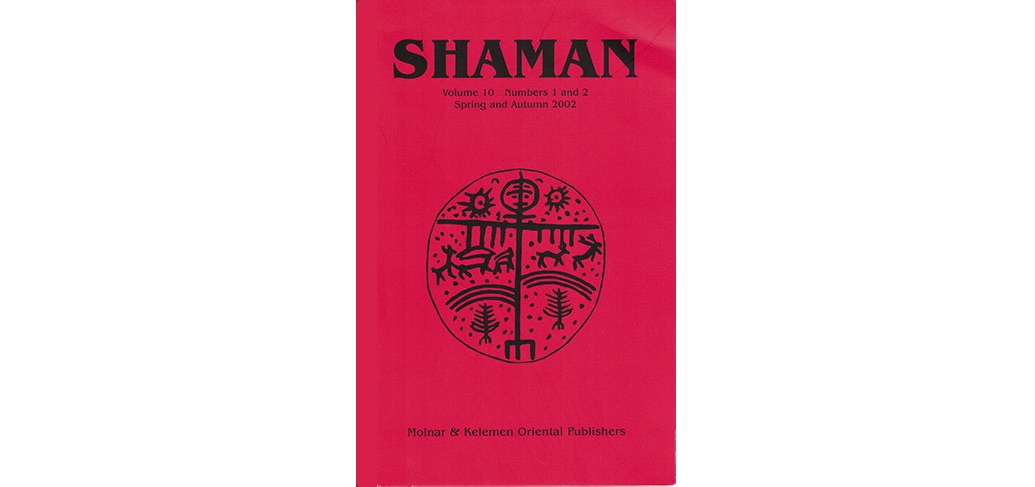 SHAMAN
Volume 10 Numbers 1 and 2
Spring and Autumn 2002
Molnar & Kelemen Oriental Publishers